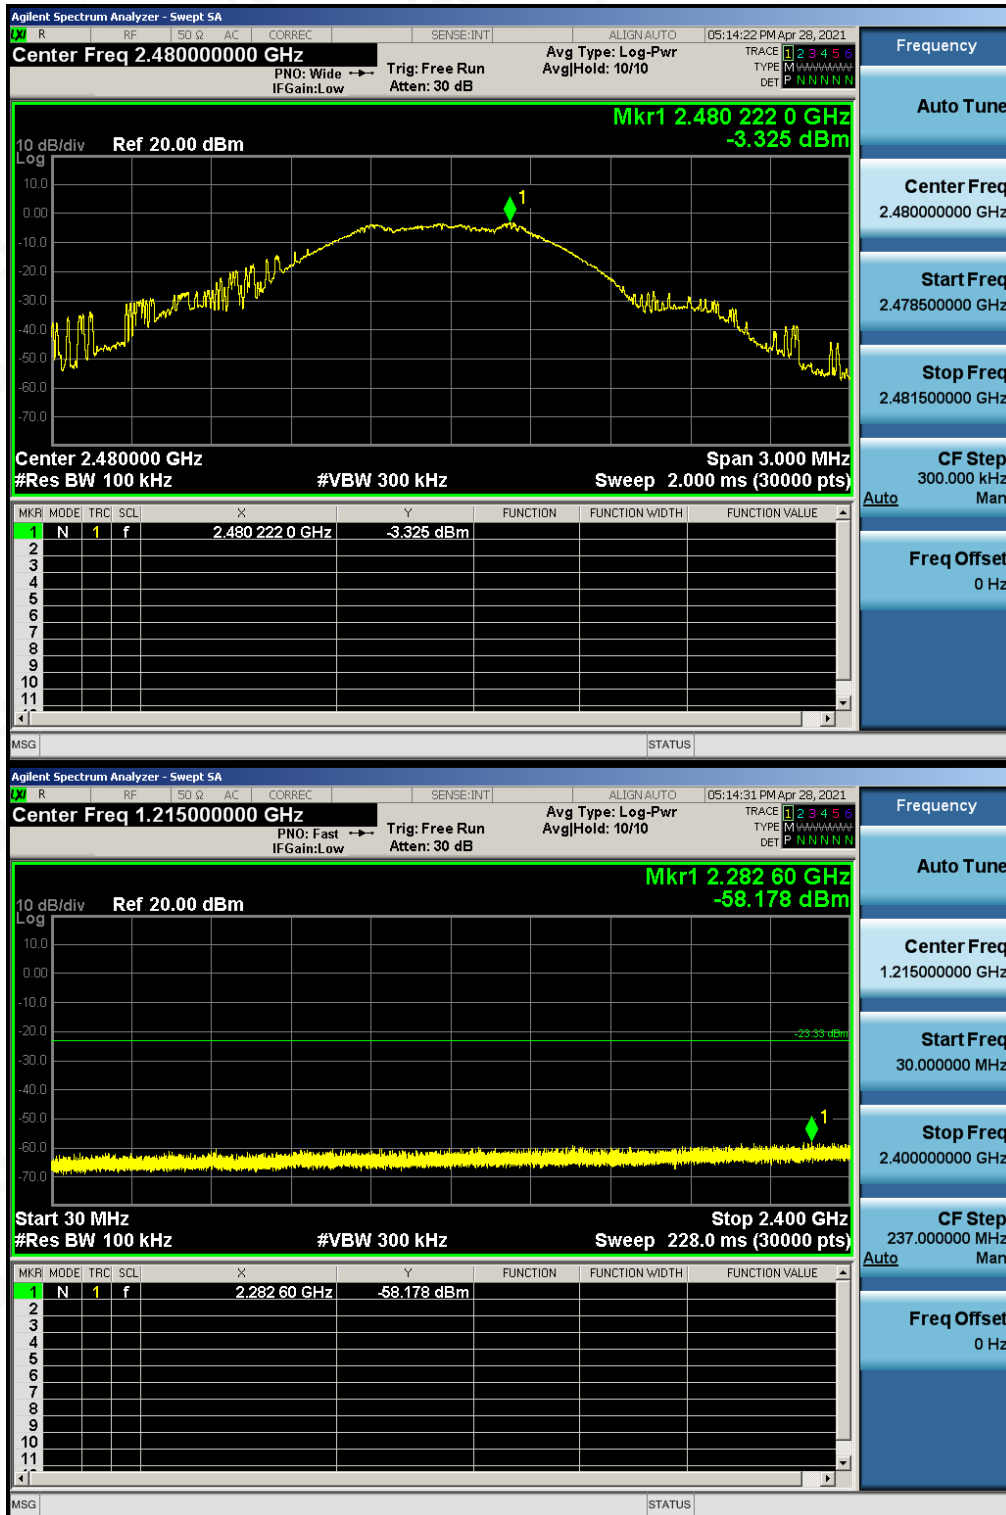 Agilent Spectrum Analyzer - Swept SA
LXI R RF 50 Ω AC CORREC SENSE:INT ALIGN AUTO 05:14:22 PM Apr 28, 2021
Center Freq 2.480000000 GHz
PNO: Wide
IFGain:Low
Trig: Free Run
Atten: 30 dB
Avg Type: Log-Pwr
Avg|Hold: 10/10
TRACE 1 2 3 4 5 6
TYPE M WWWWW
DET P N N N N N
Frequency
Auto Tune
Center Freq
2.480000000 GHz
Start Freq
2.478500000 GHz
Stop Freq
2.481500000 GHz
CF Step
300.000 kHz
Auto Man
Freq Offset
0 Hz
Mkr1 2.480 222 0 GHz
-3.325 dBm
10 dB/div Ref 20.00 dBm
Log
10.0
0.00
-10.0
-20.0
-30.0
-40.0
-50.0
-60.0
-70.0
1
Center 2.480000 GHz Span 3.000 MHz
#Res BW 100 kHz #VBW 300 kHz Sweep 2.000 ms (30000 pts)
MKR MODE TRC SCL X Y FUNCTION FUNCTION WIDTH FUNCTION VALUE
1 N 1 f 2.480 222 0 GHz -3.325 dBm
2
3
4
5
6
7
8
9
10
11
MSG STATUS
Agilent Spectrum Analyzer - Swept SA
LXI R RF 50 Ω AC CORREC SENSE:INT ALIGN AUTO 05:14:31 PM Apr 28, 2021
Center Freq 1.215000000 GHz
PNO: Fast
IFGain:Low
Trig: Free Run
Atten: 30 dB
Avg Type: Log-Pwr
Avg|Hold: 10/10
TRACE 1 2 3 4 5 6
TYPE M WWWWW
DET P N N N N N
Frequency
Auto Tune
Center Freq
1.215000000 GHz
Start Freq
30.000000 MHz
Stop Freq
2.400000000 GHz
CF Step
237.000000 MHz
Auto Man
Freq Offset
0 Hz
Mkr1 2.282 60 GHz
-58.178 dBm
10 dB/div Ref 20.00 dBm
Log
10.0
0.00
-10.0
-20.0
-30.0
-40.0
-50.0
-60.0
-70.0
-23.33 dBm
1
Start 30 MHz Stop 2.400 GHz
#Res BW 100 kHz #VBW 300 kHz Sweep 228.0 ms (30000 pts)
MKR MODE TRC SCL X Y FUNCTION FUNCTION WIDTH FUNCTION VALUE
1 N 1 f 2.282 60 GHz -58.178 dBm
2
3
4
5
6
7
8
9
10
11
MSG STATUS